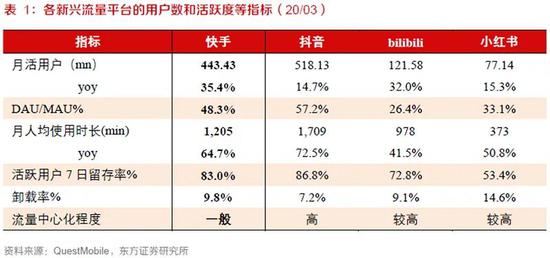 表 1：各新兴流量平台的用户数和活跃度等指标（20/03）
指标 快手 抖音 bilibili 小红书
月活用户（mn） 443.43 518.13 121.58 77.14
yoy 35.4% 14.7% 32.0% 15.3%
DAU/MAU% 48.3% 57.2% 26.4% 33.1%
月人均使用时长(min) 1,205 1,709 978 373
yoy 64.7% 72.5% 41.5% 50.8%
活跃用户 7 日留存率% 83.0% 86.8% 72.8% 53.4%
卸载率% 9.8% 7.2% 9.1% 14.6%
流量中心化程度 一般 高 较高 较高
资料来源：QuestMobile，东方证券研究所